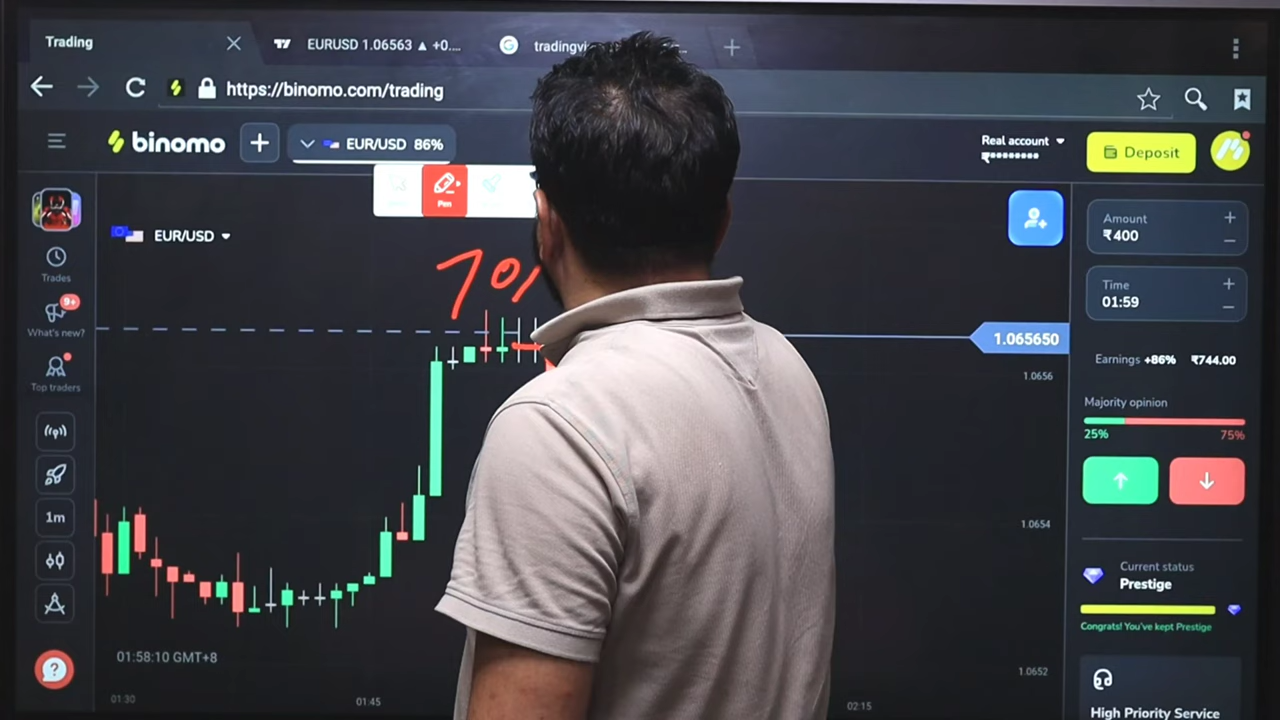 Trading
EURUSD 1.06563 ▲ +0....
https://binomo.com/trading
binomo
+
EUR/USD 86%
Real account
₹*********
Deposit
Pen
EUR/USD
70%
Trades
9+
What's new?
Top traders
1m
01:58:10 GMT+8
01:30
01:45
02:15
1.065650
1.0656
1.0654
1.0652
Amount
₹400
+
−
Time
01:59
+
−
Earnings +86% ₹744.00
Majority opinion
25% 75%
Current status
Prestige
Congrats! You've kept Prestige
High Priority Service